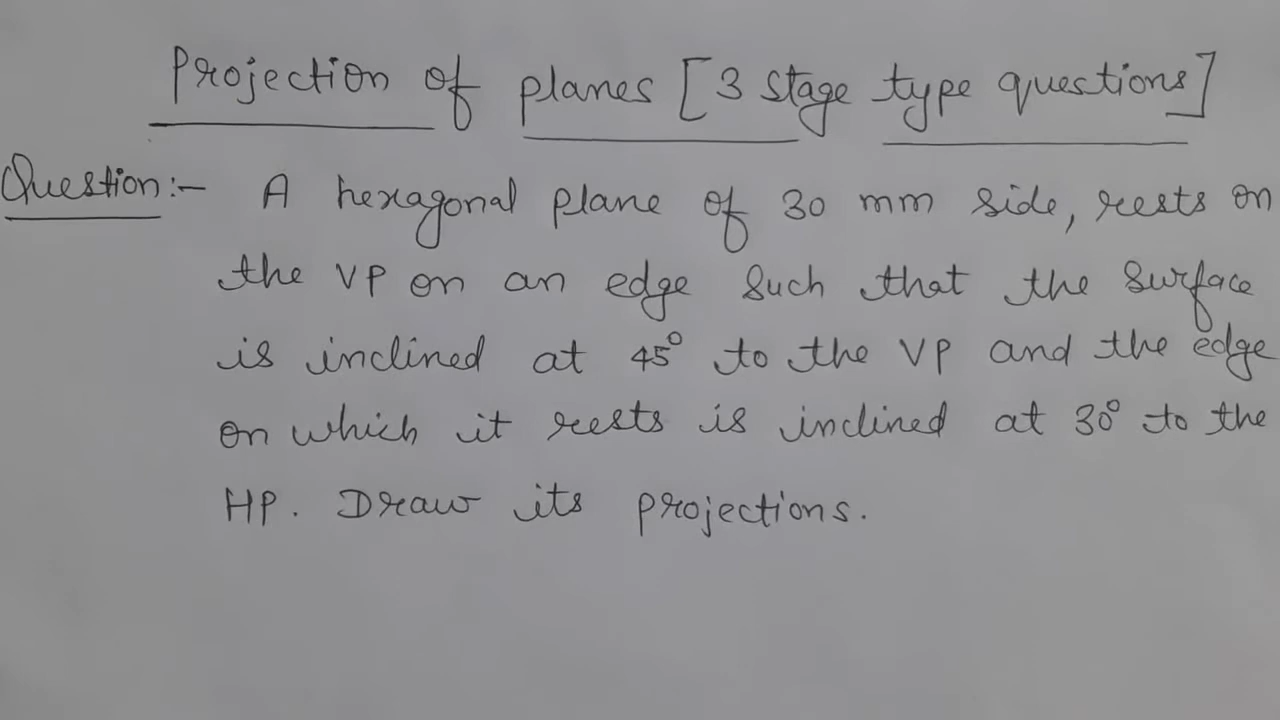 Projection of planes [3 stage type questions]
Question:- A hexagonal plane of 30 mm side, rests on
the VP on an edge such that the surface
is inclined at 45° to the VP and the edge
on which it rests is inclined at 30° to the
HP. Draw its projections.